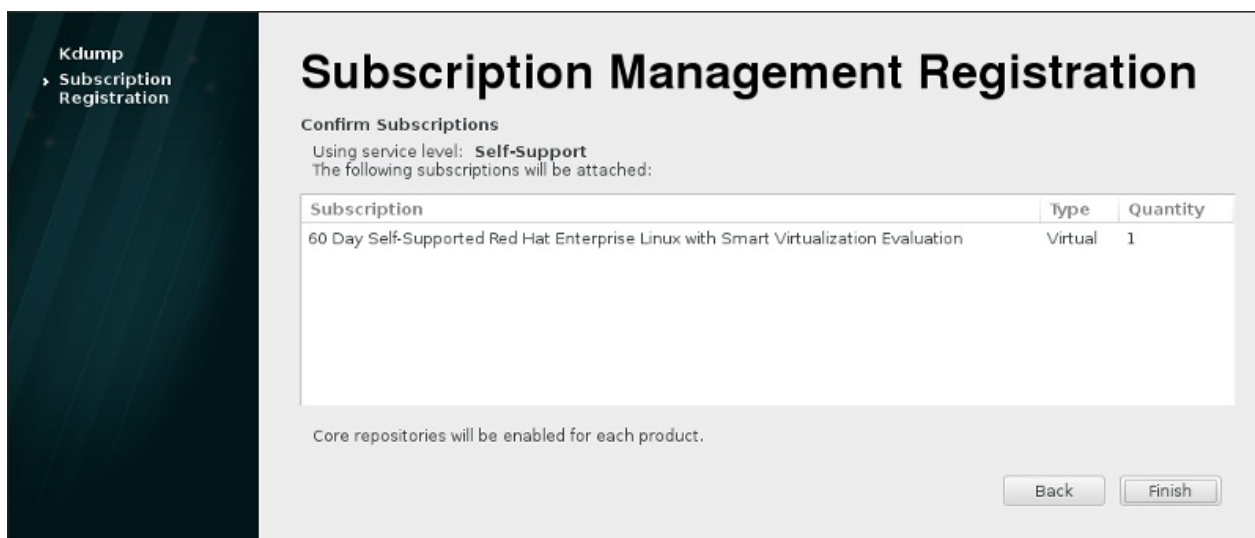 Kdump
Subscription
Registration
Subscription Management Registration
Confirm Subscriptions
Using service level: Self-Support
The following subscriptions will be attached:
Subscription Type Quantity
60 Day Self-Supported Red Hat Enterprise Linux with Smart Virtualization Evaluation Virtual 1
Core repositories will be enabled for each product.
Back Finish